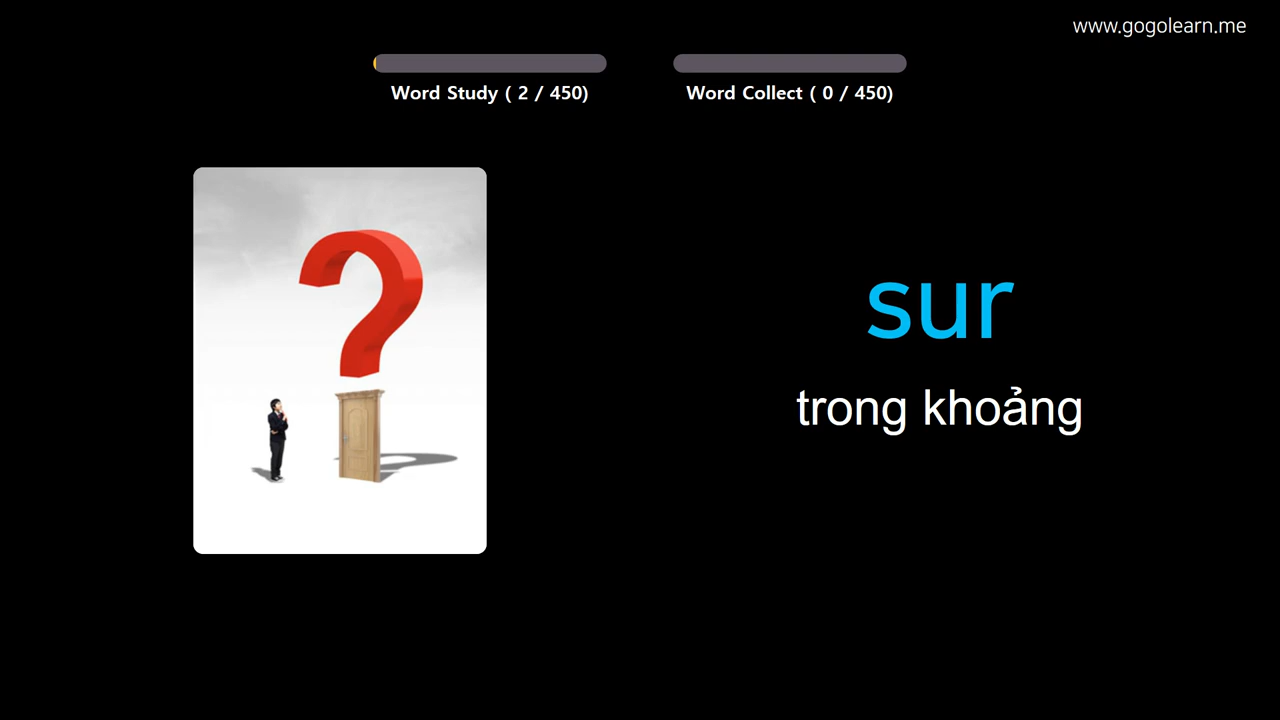 www.gogolearn.me
Word Study ( 2 / 450)
Word Collect ( 0 / 450)
sur
trong khoảng